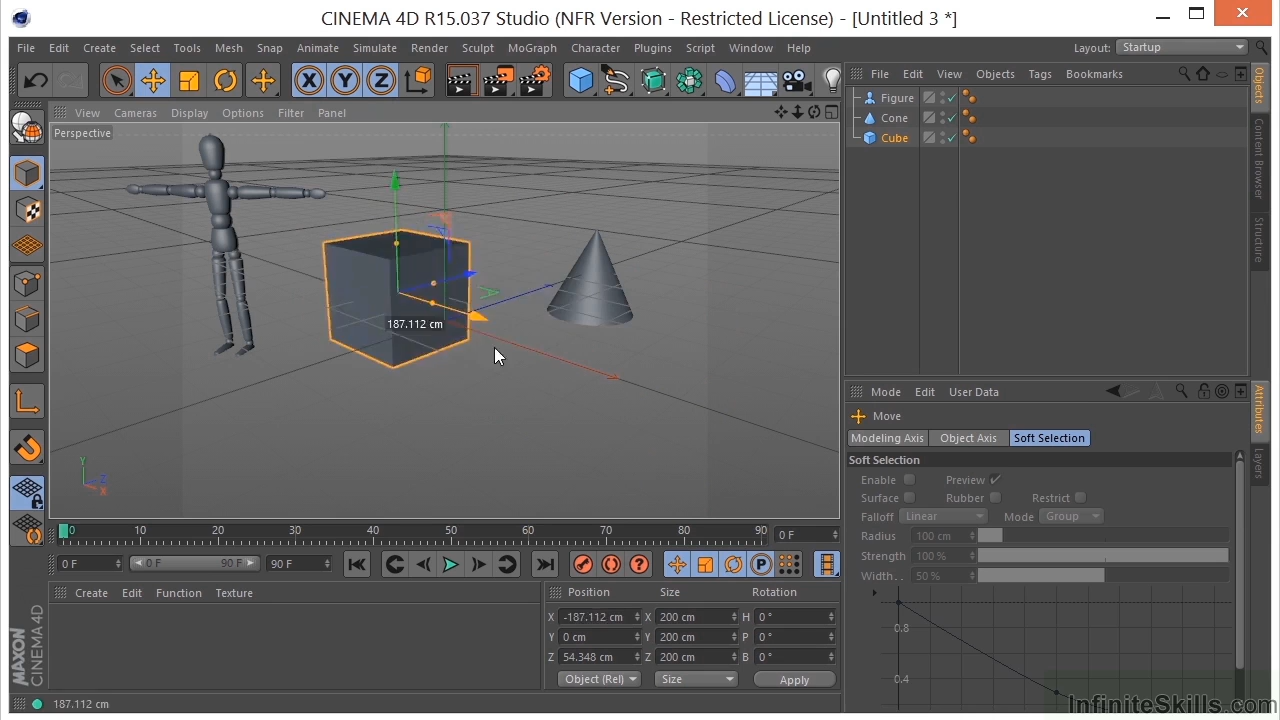 CINEMA 4D R15.037 Studio (NFR Version - Restricted License) - [Untitled 3 *]
File Edit Create Select Tools Mesh Snap Animate Simulate Render Sculpt MoGraph Character Plugins Script Window Help
Layout: Startup
X Y Z
File Edit View Objects Tags Bookmarks
View Cameras Display Options Filter Panel
Perspective
Figure
Cone
Cube
Objects
Content Browser
Structure
187.112 cm
Y
Z
X
Mode Edit User Data
Move
Modeling Axis Object Axis Soft Selection
Soft Selection
Enable Preview
Surface Rubber Restrict
Falloff Linear Mode Group
Radius 100 cm
Strength 100 %
Width. . 50 %
0.8
0.4
Attributes
Layers
0 10 20 30 40 50 60 70 80 90 0 F
0 F 0 F 90 F 90 F
P
Create Edit Function Texture
Position Size Rotation
X -187.112 cm X 200 cm H 0 °
Y 0 cm Y 200 cm P 0 °
Z 54.348 cm Z 200 cm B 0 °
Object (Rel) Size Apply
MAXON
CINEMA 4D
187.112 cm
InfiniteSkills.com